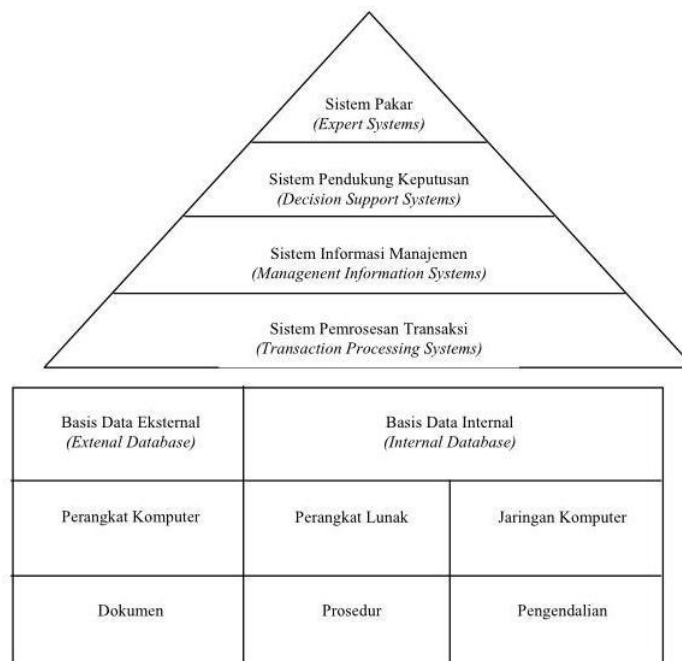 Sistem Pakar
(Expert Systems)
Sistem Pendukung Keputusan
(Decision Support Systems)
Sistem Informasi Manajemen
(Managenent Information Systems)
Sistem Pemrosesan Transaksi
(Transaction Processing Systems)
Basis Data Eksternal
(Extenal Database)
Basis Data Internal
(Internal Database)
Perangkat Komputer
Perangkat Lunak
Jaringan Komputer
Dokumen
Prosedur
Pengendalian